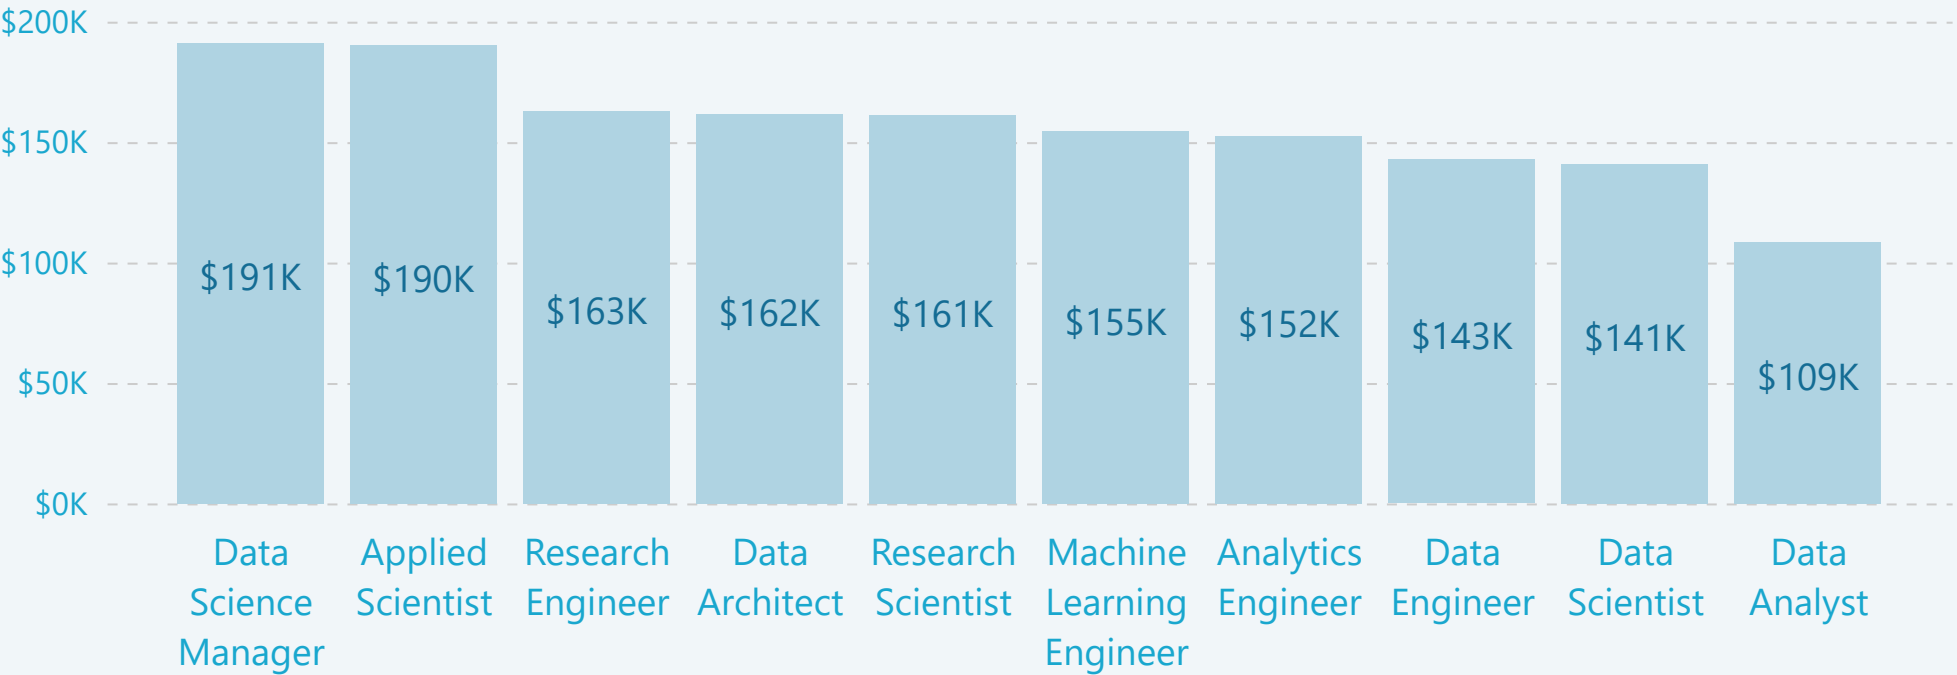 $200K
$150K
$100K
$50K
$0K
$191K
$190K
$163K
$162K
$161K
$155K
$152K
$143K
$141K
$109K
Data
Science
Manager
Applied
Scientist
Research
Engineer
Data
Architect
Research
Scientist
Machine
Learning
Engineer
Analytics
Engineer
Data
Engineer
Data
Scientist
Data
Analyst